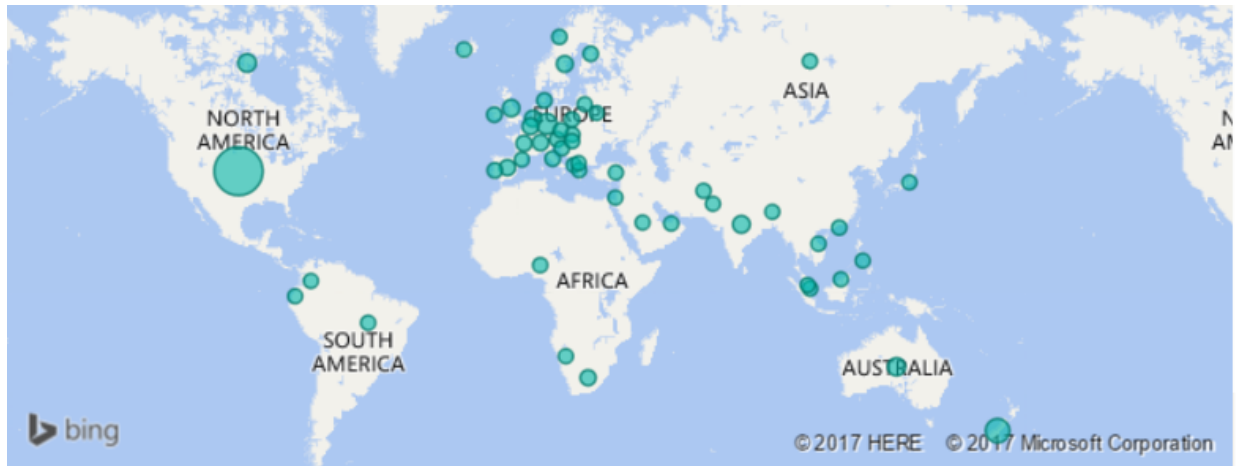 ASIA
NORTH
AMERICA
EUROPE
AFRICA
SOUTH
AMERICA
AUSTRALIA
N
A
bing
© 2017 HERE © 2017 Microsoft Corporation